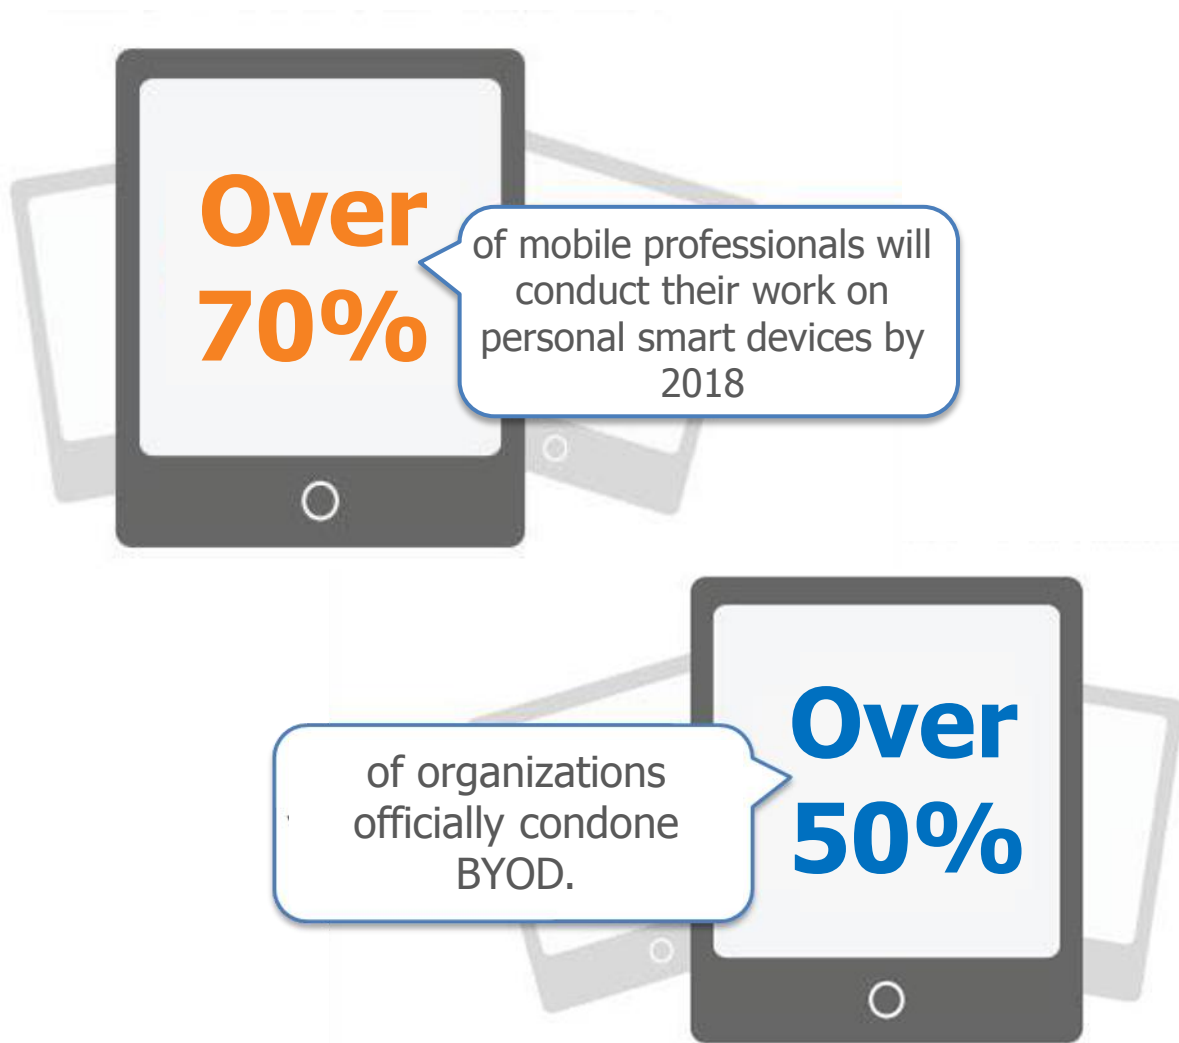 Over
70%
of mobile professionals will
conduct their work on
personal smart devices by
2018
Over
50%
of organizations
officially condone
BYOD.